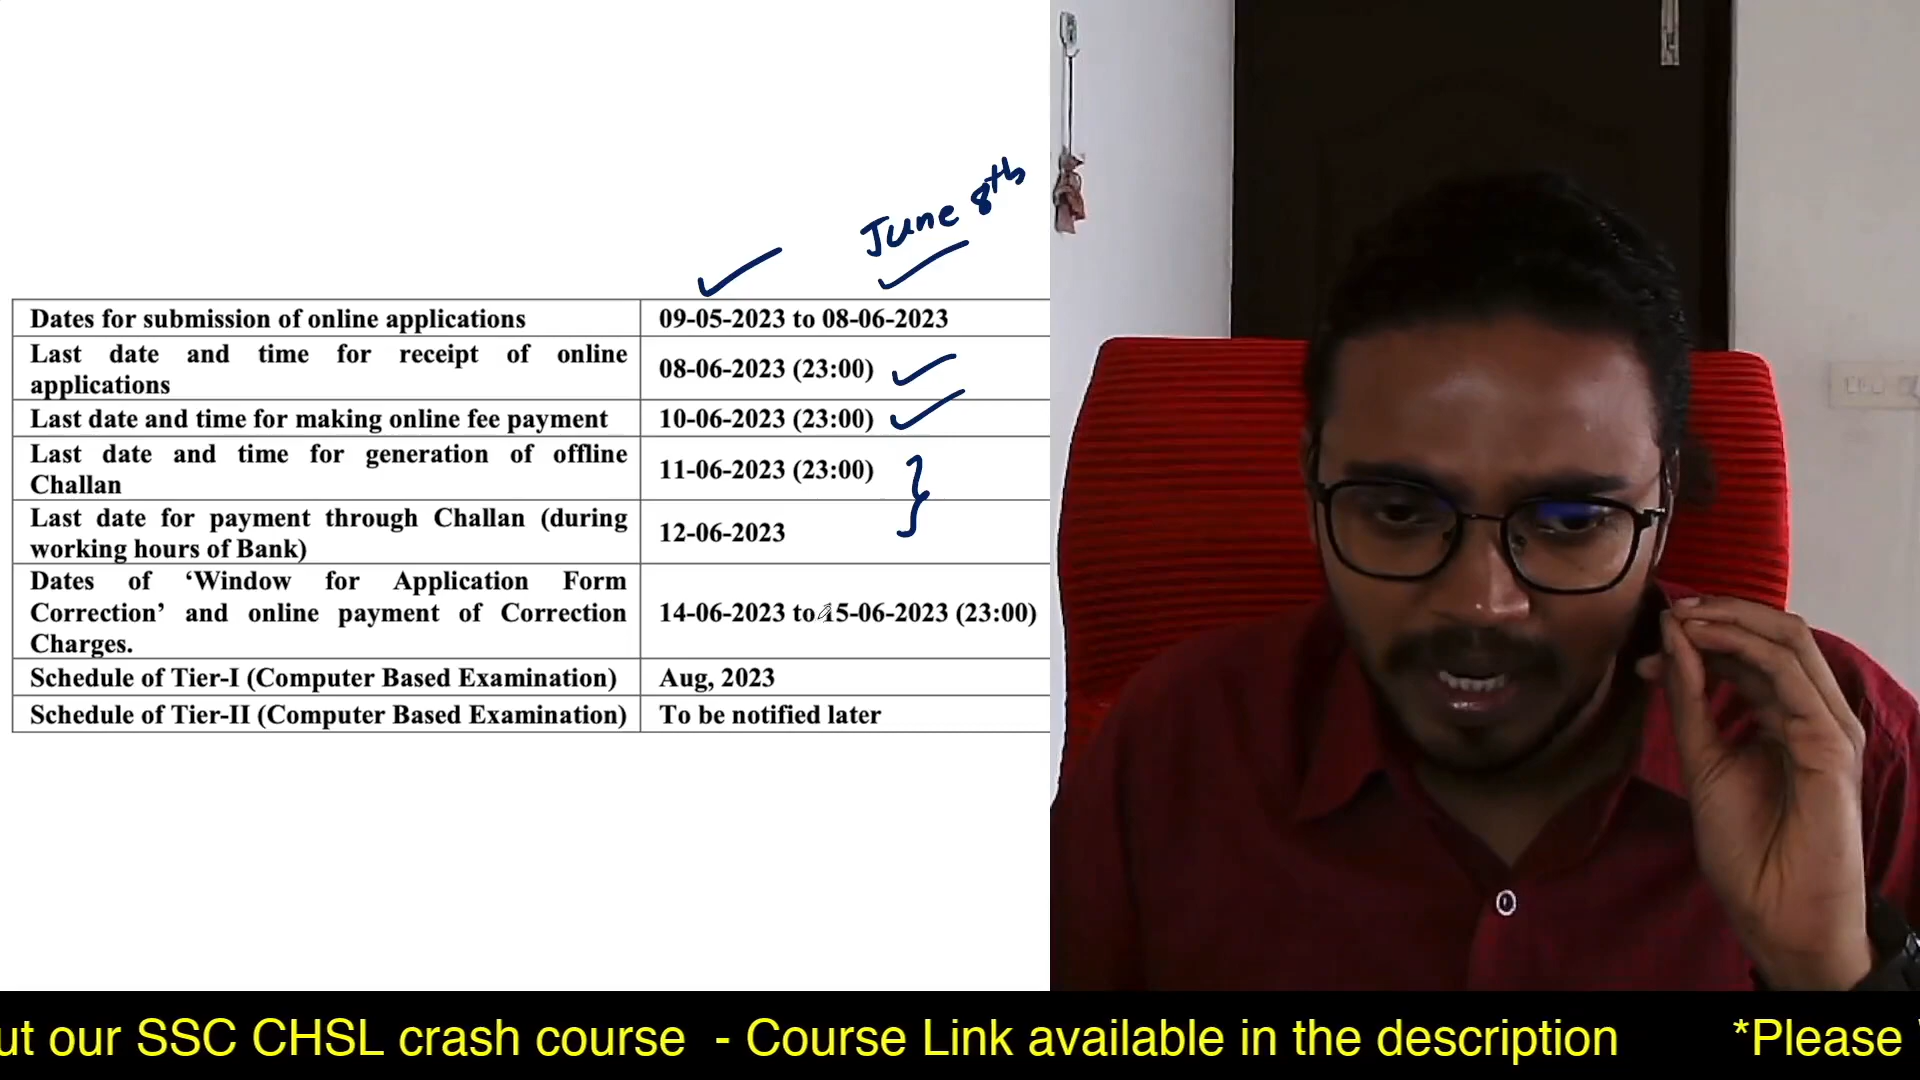 June 8th
Dates for submission of online applications 09-05-2023 to 08-06-2023
Last date and time for receipt of online
applications 08-06-2023 (23:00)
Last date and time for making online fee payment 10-06-2023 (23:00)
Last date and time for generation of offline
Challan 11-06-2023 (23:00)
Last date for payment through Challan (during
working hours of Bank) 12-06-2023
Dates of ‘Window for Application Form
Correction’ and online payment of Correction
Charges. 14-06-2023 to 15-06-2023 (23:00)
Schedule of Tier-I (Computer Based Examination) Aug, 2023
Schedule of Tier-II (Computer Based Examination) To be notified later
ut our SSC CHSL crash course - Course Link available in the description *Please